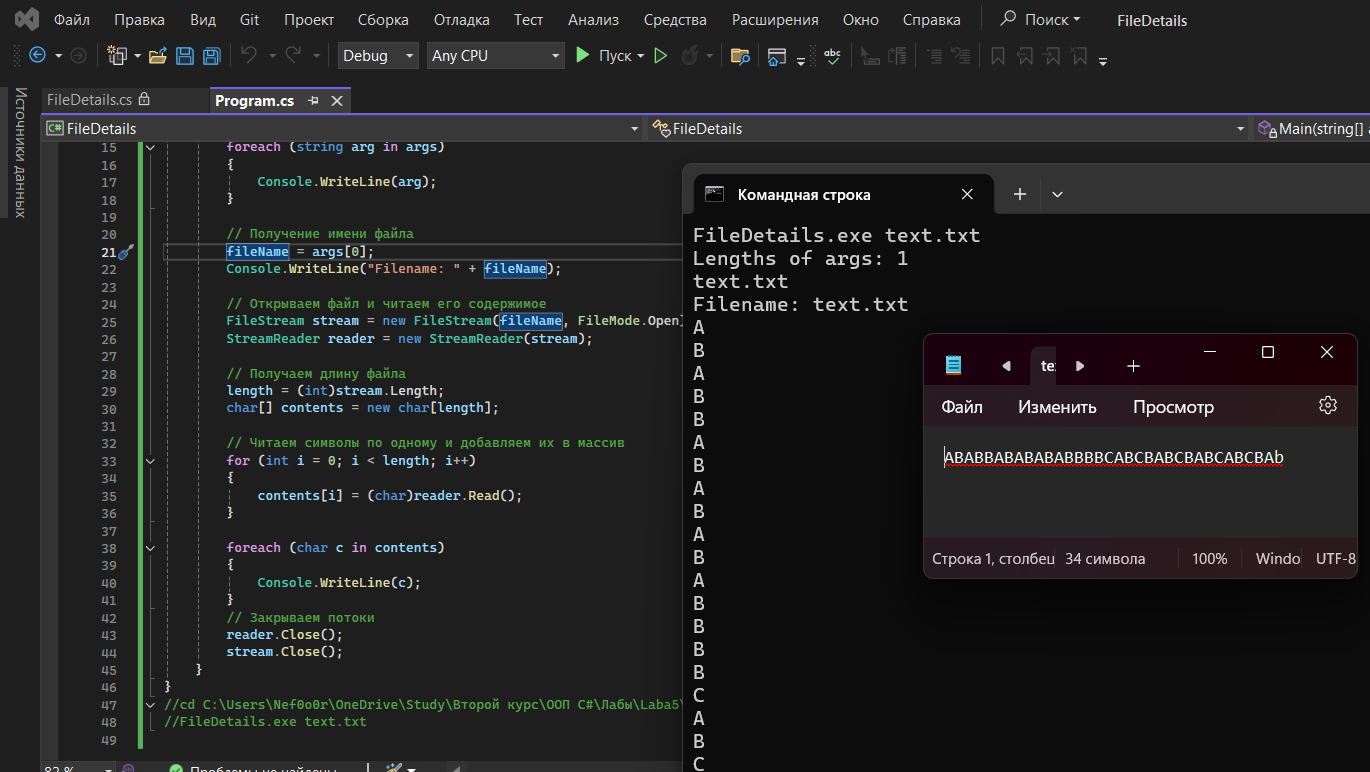 Файл Правка Вид Git Проект Сборка Отладка Тест Анализ Средства Расширения Окно Справка Поиск FileDetails
Debug Any CPU Пуск abc
Источники данных
FileDetails.cs Program.cs
C# FileDetails FileDetails Main(string[]
15 foreach (string arg in args)
16 {
17 Console.WriteLine(arg);
18 }
19
20 // Получение имени файла
21 fileName = args[0];
22 Console.WriteLine("Filename: " + fileName);
23
24 // Открываем файл и читаем его содержимое
25 FileStream stream = new FileStream(fileName, FileMode.Open)
26 StreamReader reader = new StreamReader(stream);
27
28 // Получаем длину файла
29 length = (int)stream.Length;
30 char[] contents = new char[length];
31
32 // Читаем символы по одному и добавляем их в массив
33 for (int i = 0; i < length; i++)
34 {
35 contents[i] = (char)reader.Read();
36 }
37
38 foreach (char c in contents)
39 {
40 Console.WriteLine(c);
41 }
42 // Закрываем потоки
43 reader.Close();
44 stream.Close();
45 }
46 }
47 //cd C:\Users\Nef0o0r\OneDrive\Study\Второй курс\ООП C#\Лабы\Laba5\
48 //FileDetails.exe text.txt
49
82 % Проблемы не найдены
Командная строка
FileDetails.exe text.txt
Lengths of args: 1
text.txt
Filename: text.txt
A
B
A
B
B
A
B
A
B
A
B
A
B
B
B
B
C
A
B
C
Файл Изменить Просмотр
ABABBABABABABBBBCABCBABCBABCABCBAb
Строка 1, столбец 34 символа 100% Windo UTF-8